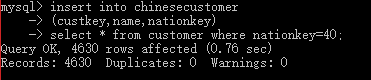 mysql> insert into chinesecustomer
-> (custkey,name,nationkey)
-> select * from customer where nationkey=40;
Query OK, 4630 rows affected (0.76 sec)
Records: 4630 Duplicates: 0 Warnings: 0